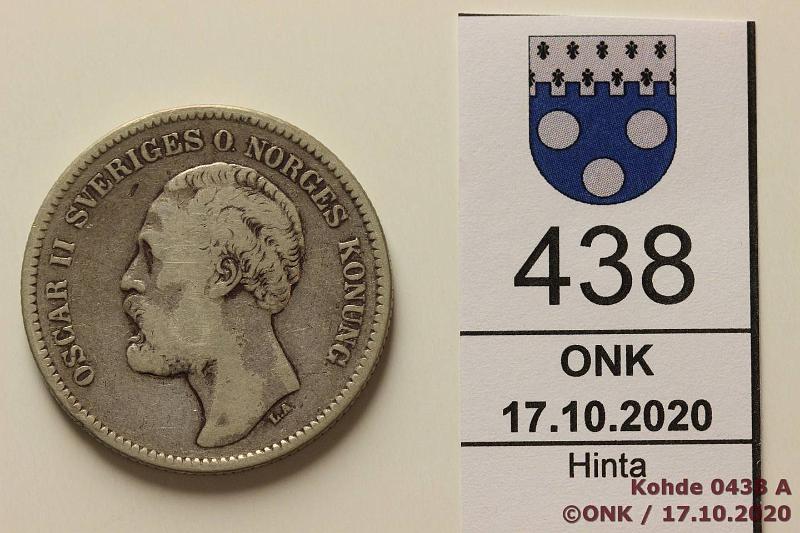 OSCAR II SVERIGES O. NORGES KONUNG.
L.A.
438
ONK
17.10.2020
Hinta
Kohde 0438 A
©ONK / 17.10.2020